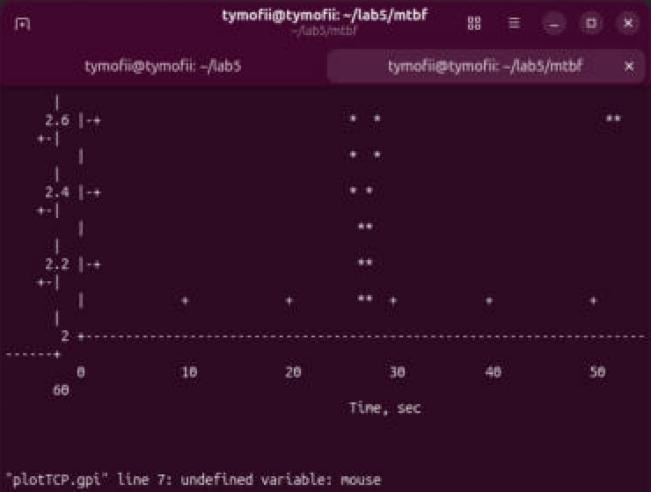 tymofii@tymofii: ~/lab5/mtbf
~/lab5/mtbf
tymofii@tymofii: ~/lab5
tymofii@tymofii: ~/lab5/mtbf
|
2.6 |-+ * * **
+-|
| * *
|
2.4 |-+ * *
+-|
| **
|
2.2 |-+ **
+-|
| + + ** + + +
|
2 +---------------------------------------------------------------------
------+
0 10 20 30 40 50
60
Time, sec
"plotTCP.gpi" line 7: undefined variable: mouse